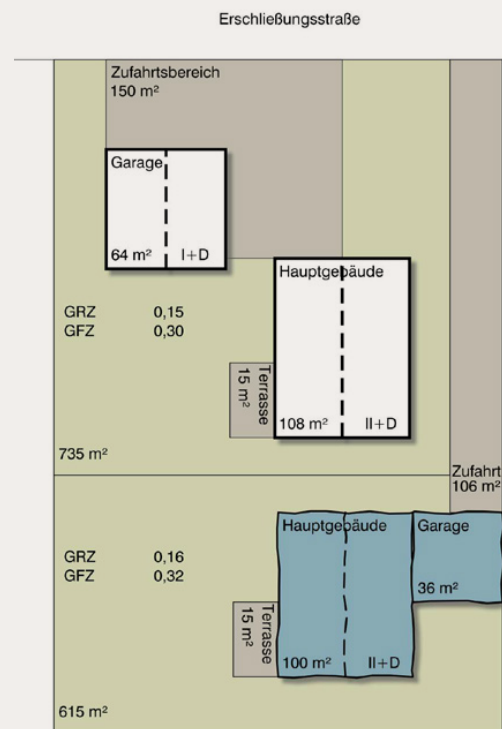 Erschließungsstraße
Zufahrtsbereich
150 m²
Garage
64 m² I+D
Hauptgebäude
GRZ 0,15
GFZ 0,30
Terrasse
15 m²
108 m² II+D
735 m²
Zufahrt
106 m²
Hauptgebäude
Garage
GRZ 0,16
GFZ 0,32
36 m²
Terrasse
15 m²
100 m² II+D
615 m²